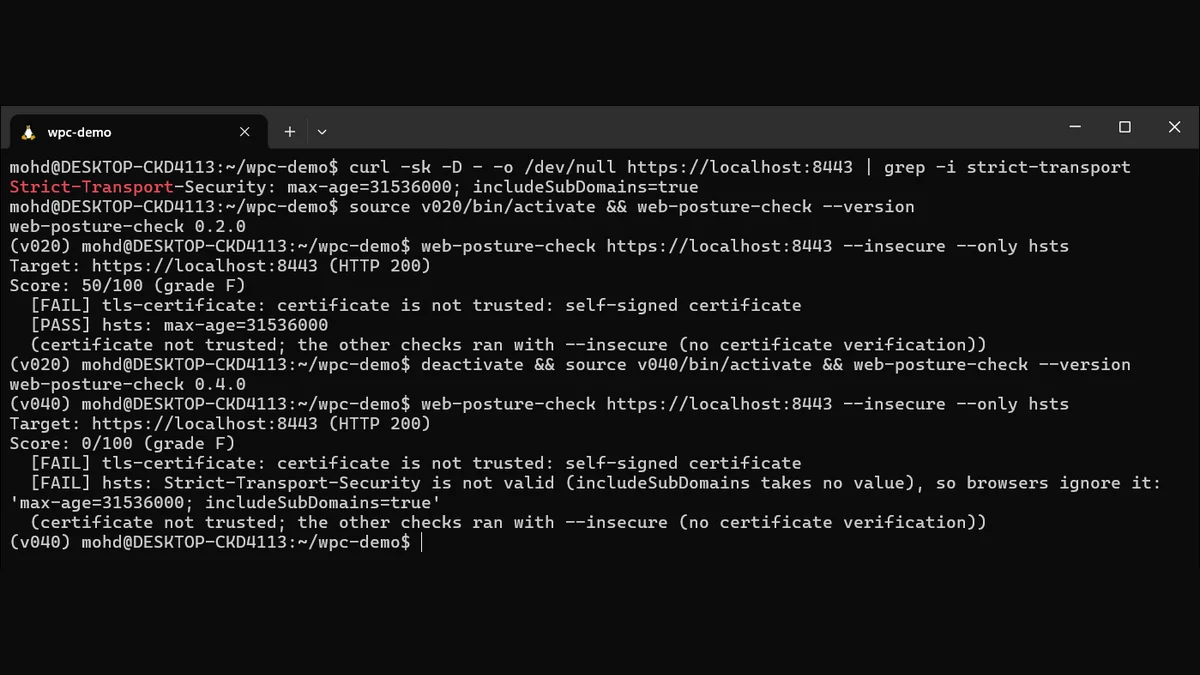 wpc-demo
mohd@DESKTOP-CKD4113:~/wpc-demo$ curl -sk -D - -o /dev/null https://localhost:8443 | grep -i strict-transport
Strict-Transport-Security: max-age=31536000; includeSubDomains=true
mohd@DESKTOP-CKD4113:~/wpc-demo$ source v020/bin/activate && web-posture-check --version
web-posture-check 0.2.0
(v020) mohd@DESKTOP-CKD4113:~/wpc-demo$ web-posture-check https://localhost:8443 --insecure --only hsts
Target: https://localhost:8443 (HTTP 200)
Score: 50/100 (grade F)
  [FAIL] tls-certificate: certificate is not trusted: self-signed certificate
  [PASS] hsts: max-age=31536000
  (certificate not trusted; the other checks ran with --insecure (no certificate verification))
(v020) mohd@DESKTOP-CKD4113:~/wpc-demo$ deactivate && source v040/bin/activate && web-posture-check --version
web-posture-check 0.4.0
(v040) mohd@DESKTOP-CKD4113:~/wpc-demo$ web-posture-check https://localhost:8443 --insecure --only hsts
Target: https://localhost:8443 (HTTP 200)
Score: 0/100 (grade F)
  [FAIL] tls-certificate: certificate is not trusted: self-signed certificate
  [FAIL] hsts: Strict-Transport-Security is not valid (includeSubDomains takes no value), so browsers ignore it:
'max-age=31536000; includeSubDomains=true'
  (certificate not trusted; the other checks ran with --insecure (no certificate verification))
(v040) mohd@DESKTOP-CKD4113:~/wpc-demo$